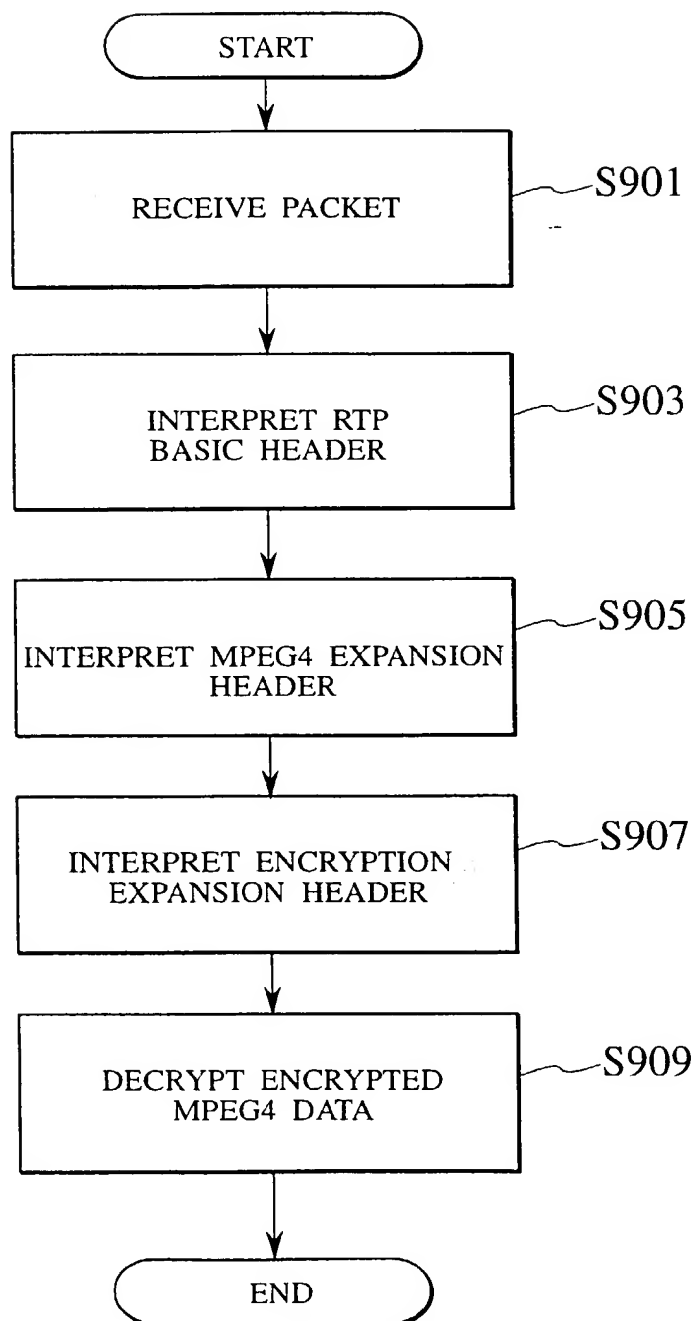 START
RECEIVE PACKET
S901
INTERPRET RTP
BASIC HEADER
S903
INTERPRET MPEG4 EXPANSION
HEADER
S905
INTERPRET ENCRYPTION
EXPANSION HEADER
S907
DECRYPT ENCRYPTED
MPEG4 DATA
S909
END